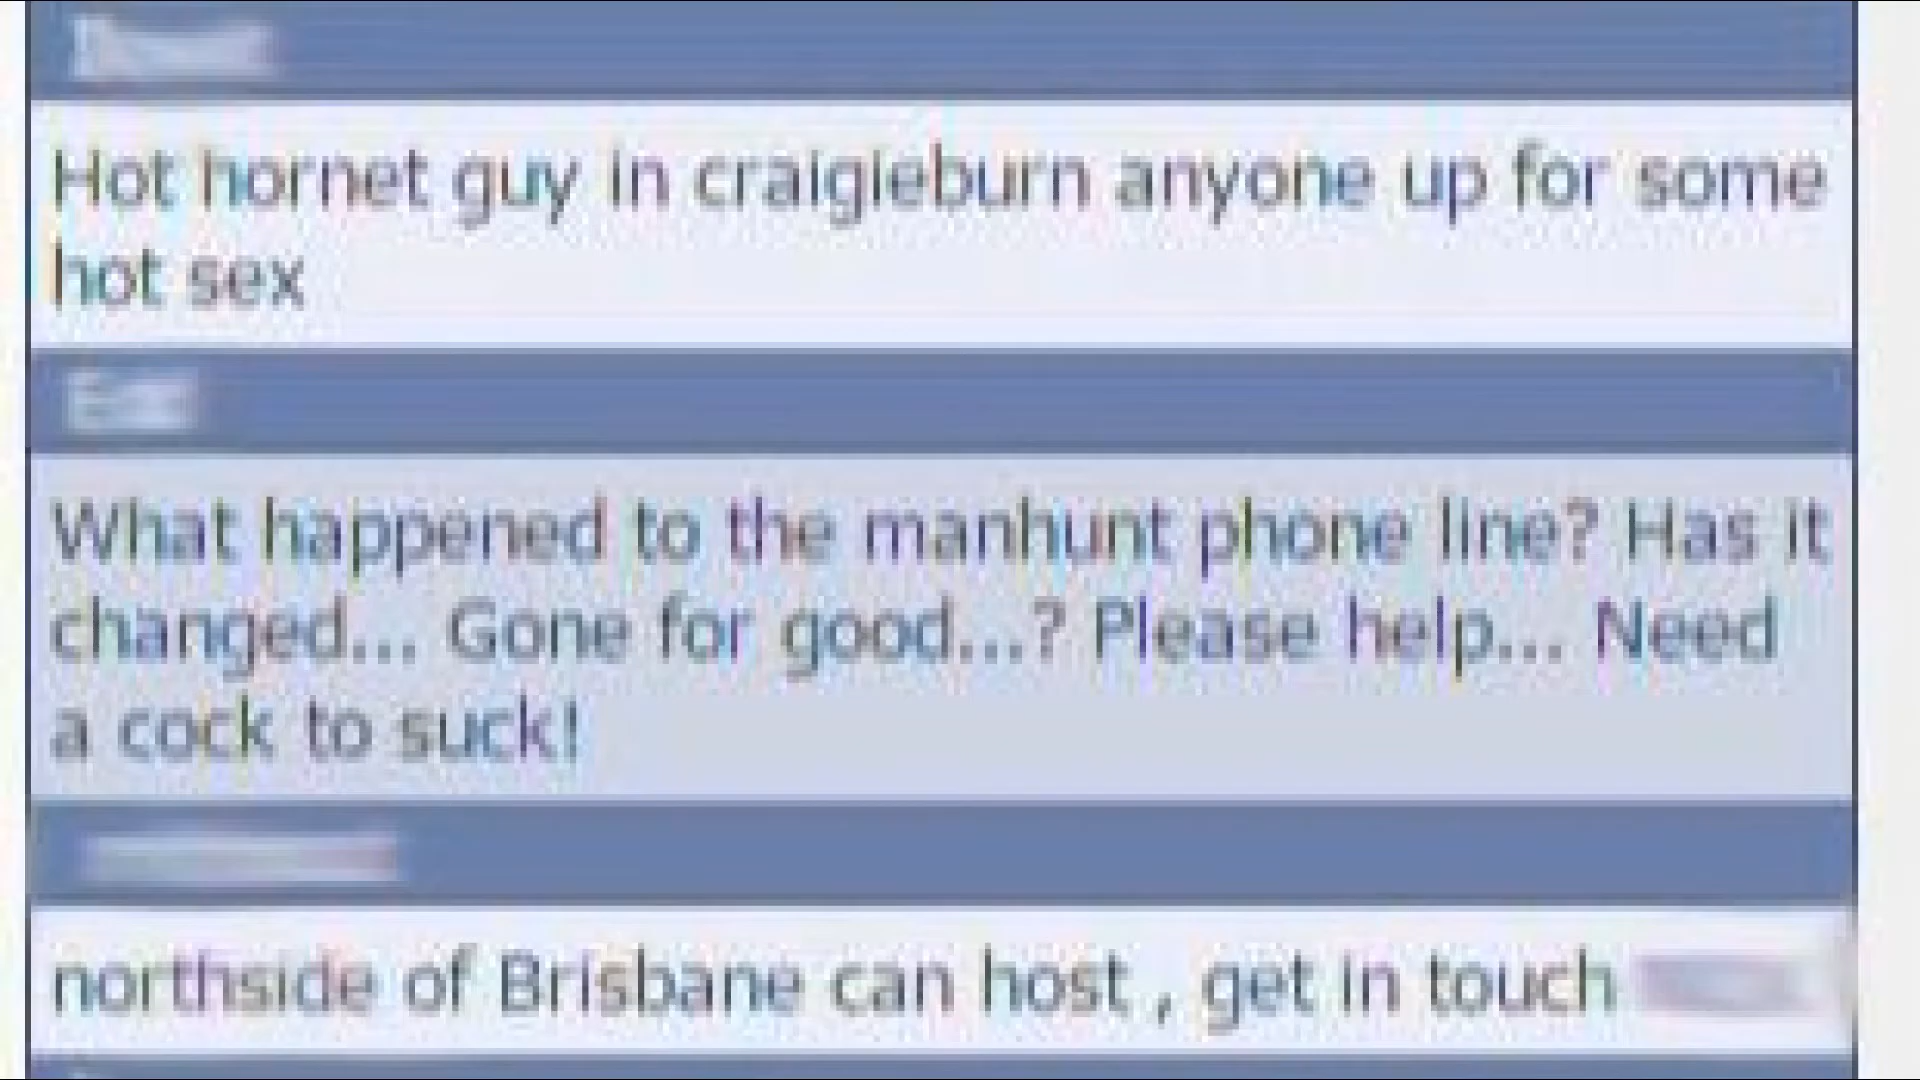 Hot hornet guy in craigieburn anyone up for some
hot sex
What happened to the manhunt phone line? Has it
changed... Gone for good...? Please help... Need
a cock to suck!
northside of Brisbane can host , get in touch